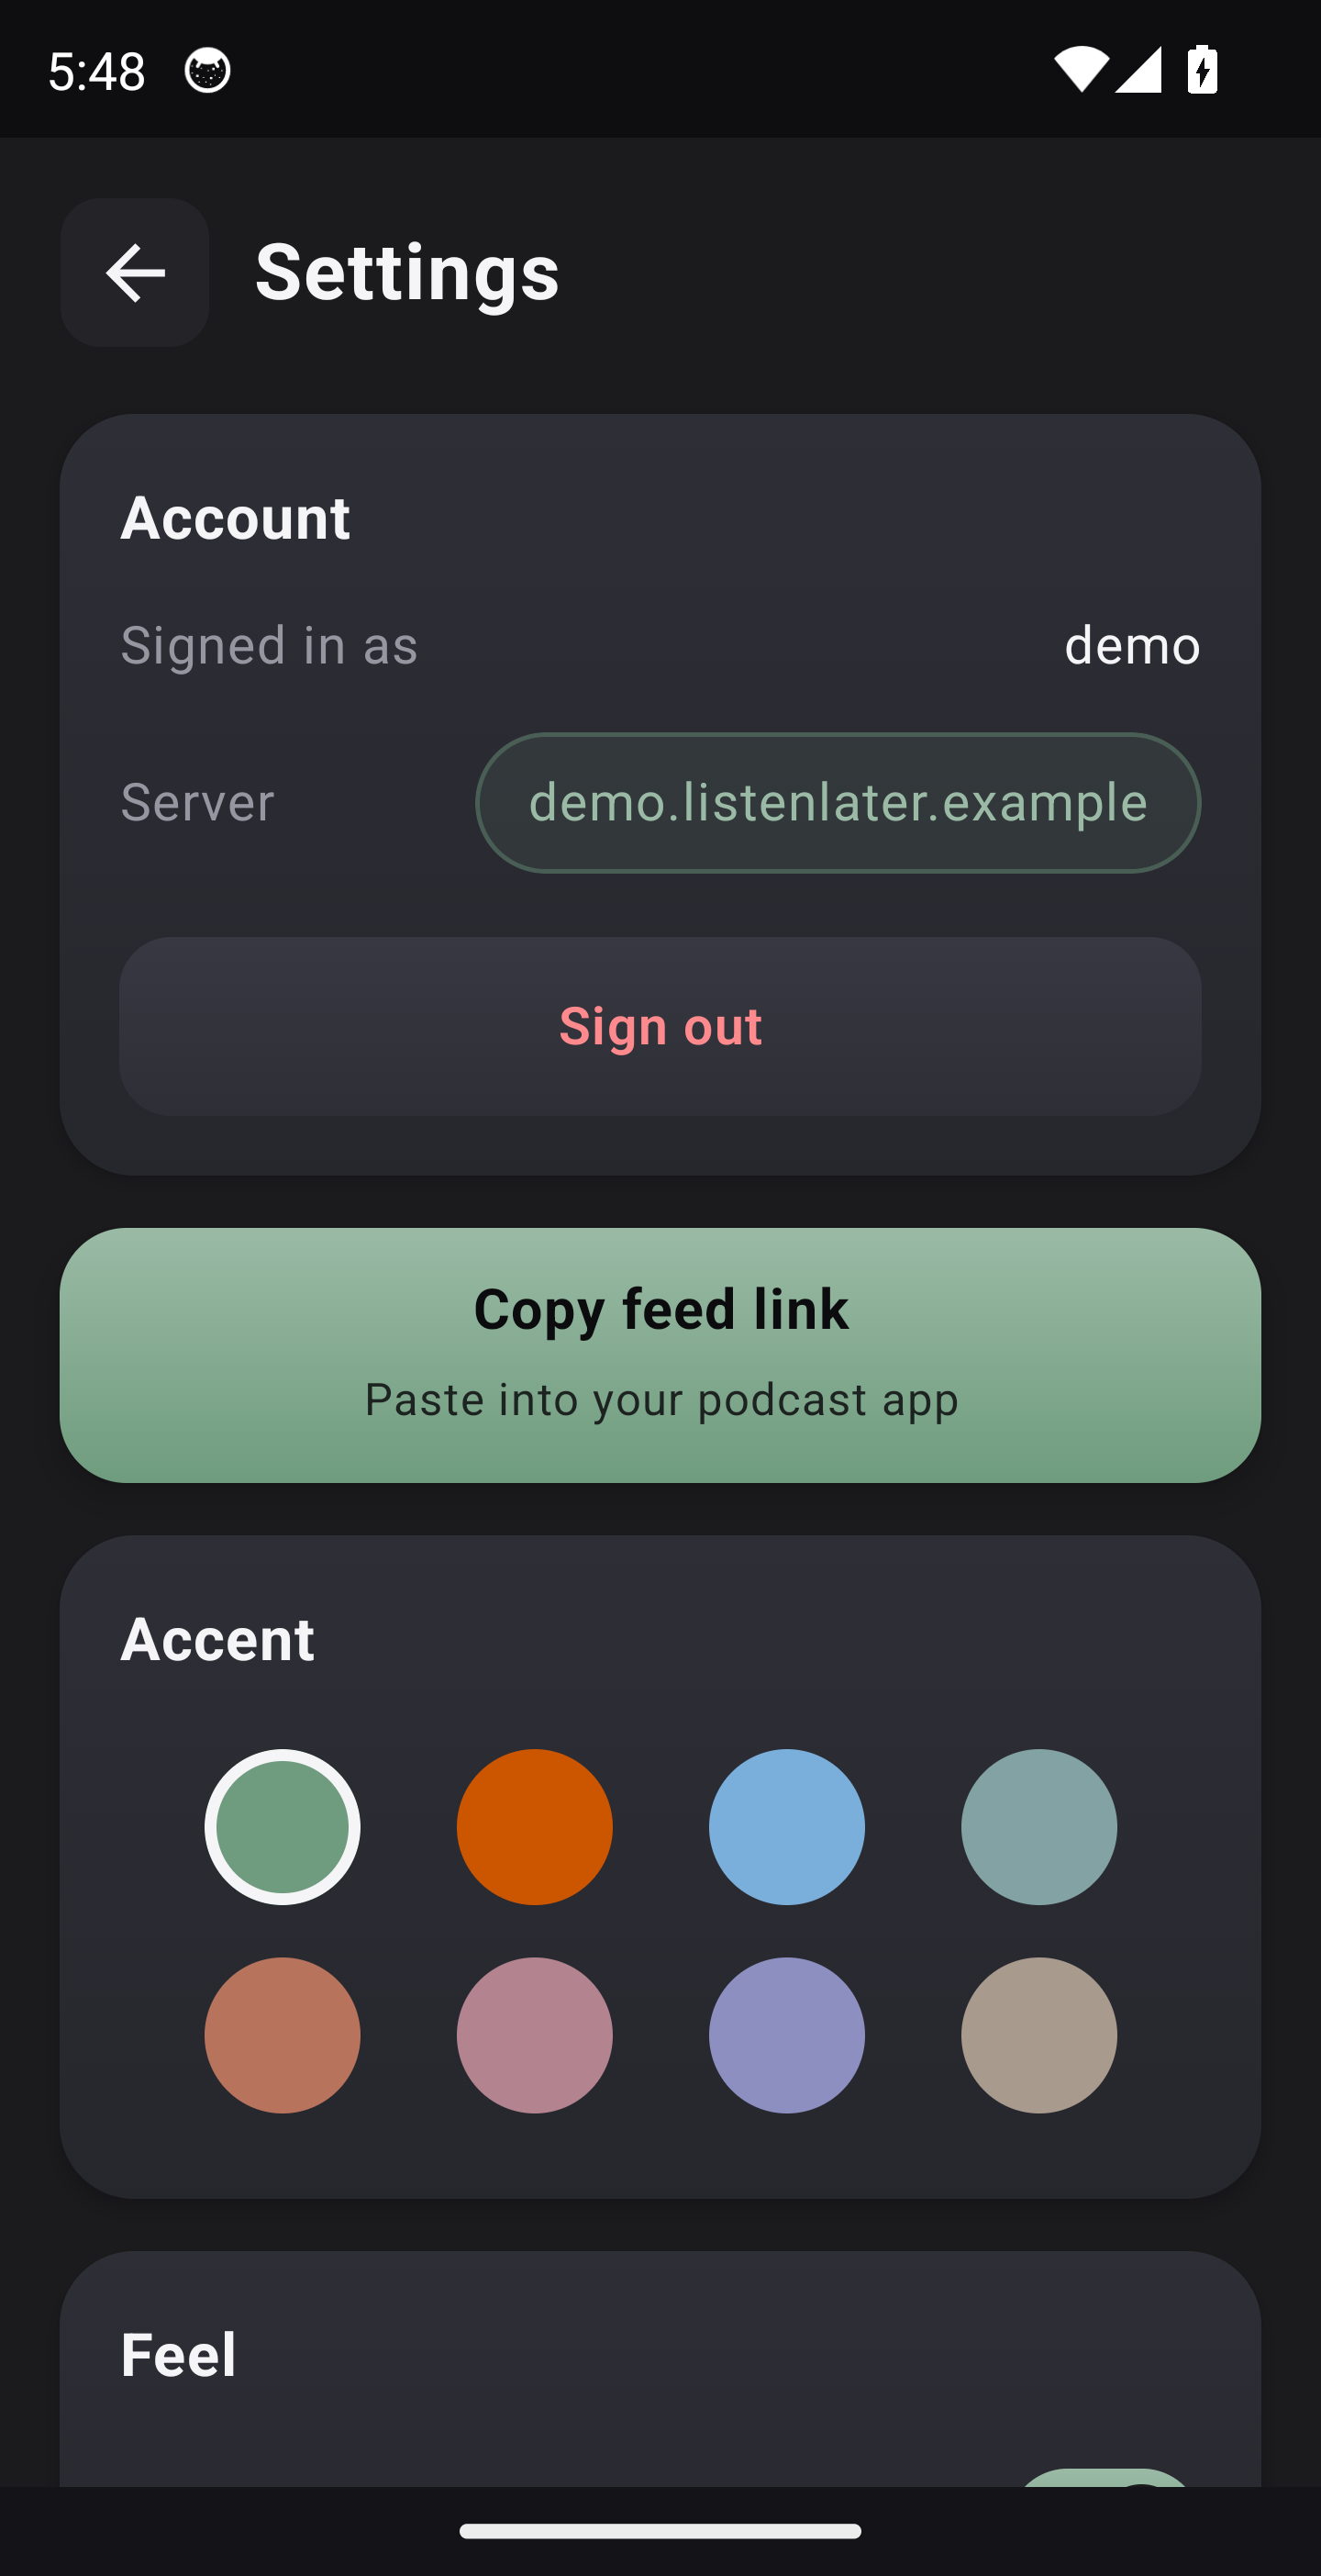 5:48
Settings
Account
Signed in as demo
Server demo.listenlater.example
Sign out
Copy feed link
Paste into your podcast app
Accent
Feel